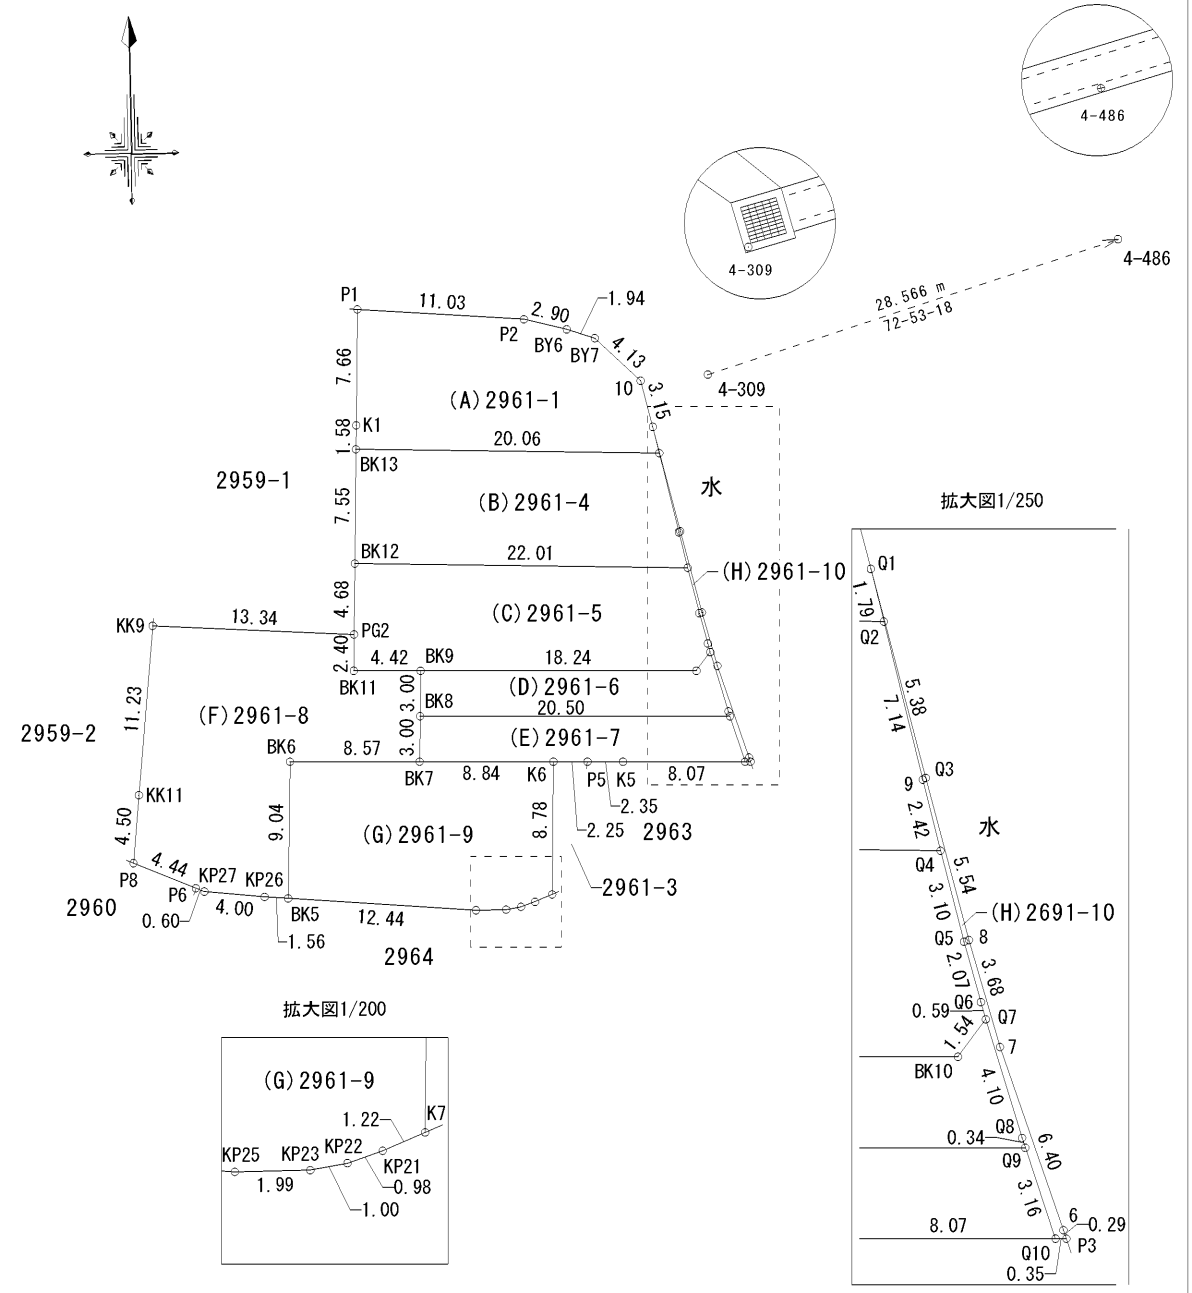 4-486
4-309
4-486
28.566 m
72-53-18
4-309
P1
11.03
2.90
1.94
P2
BY6
BY7
4.13
10
3.15
7.66
(A)2961-1
1.58
K1
20.06
BK13
2959-1
水
(B)2961-4
7.55
BK12
22.01
(H)2961-10
4.68
(C)2961-5
KK9
13.34
PG2
2.40
4.42
BK9
18.24
BK11
3.00
(D)2961-6
11.23
(F)2961-8
BK8
20.50
2959-2
3.00
(E)2961-7
BK6
8.57
BK7
8.84
K6
P5
K5
8.07
2.35
2.25
2963
KK11
4.50
9.04
(G)2961-9
8.78
P8
4.44
KP27
KP26
P6
2960
0.60
4.00
BK5
1.56
12.44
2961-3
2964
拡大図1/200
(G)2961-9
1.22
K7
KP25
KP23
KP22
KP21
1.99
0.98
1.00
拡大図1/250
Q1
1.79
Q2
5.38
7.14
Q3
9
2.42
水
Q4
5.54
3.10
(H)2691-10
Q5
8
2.07
3.68
Q6
0.59
Q7
1.54
7
BK10
4.10
Q8
0.34
Q9
6.40
3.16
6
8.07
0.29
Q10
P3
0.35